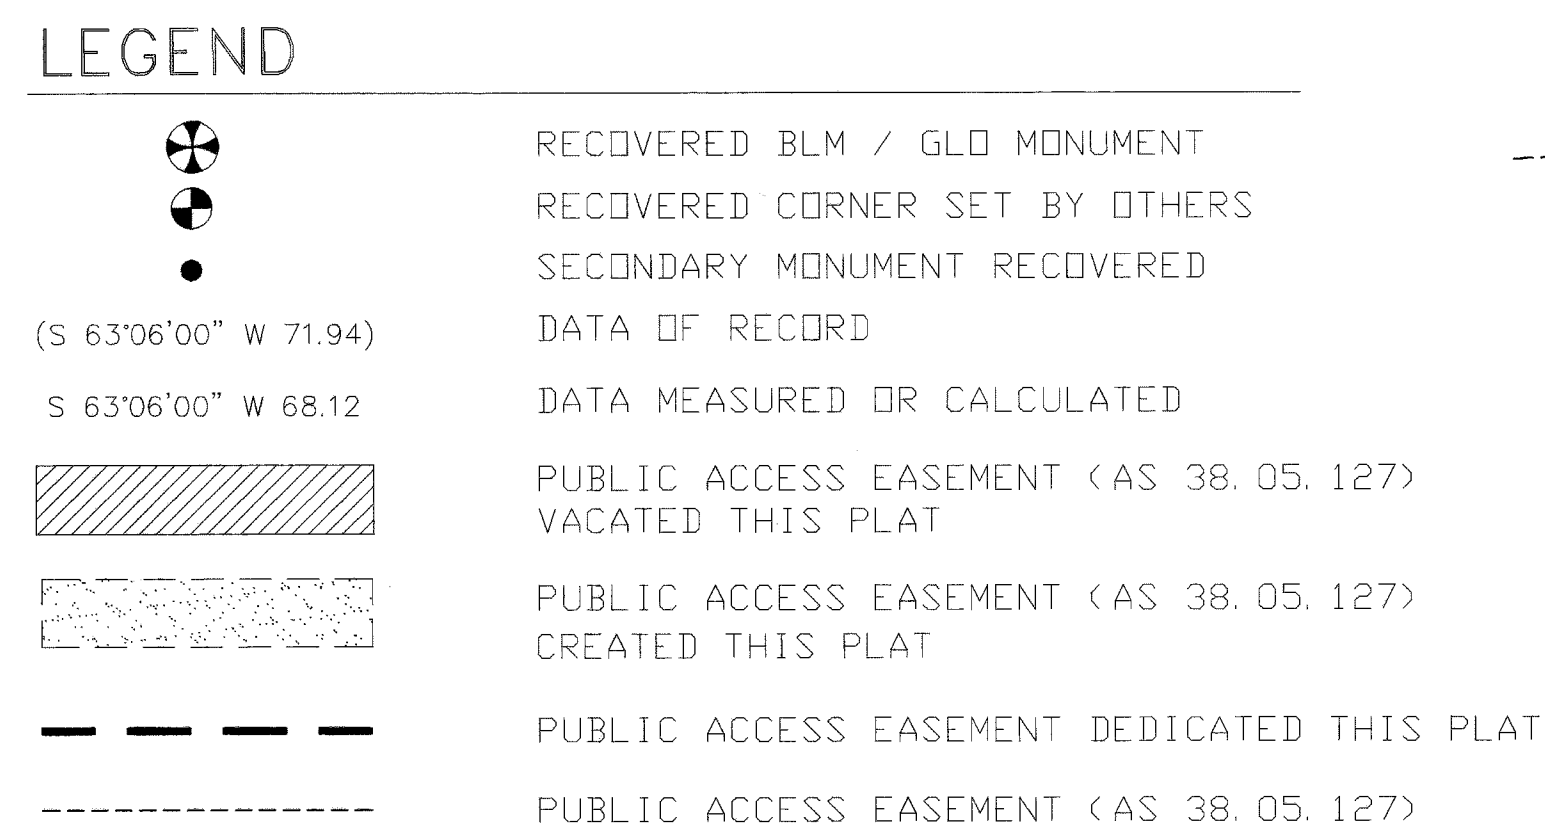 LEGEND
RECOVERED BLM / GLO MONUMENT
RECOVERED CORNER SET BY OTHERS
SECONDARY MONUMENT RECOVERED
(S 63°06'00" W 71.94) DATA OF RECORD
S 63°06'00" W 68.12 DATA MEASURED OR CALCULATED
PUBLIC ACCESS EASEMENT (AS 38.05.127)
VACATED THIS PLAT
PUBLIC ACCESS EASEMENT (AS 38.05.127)
CREATED THIS PLAT
PUBLIC ACCESS EASEMENT DEDICATED THIS PLAT
PUBLIC ACCESS EASEMENT (AS 38.05.127)